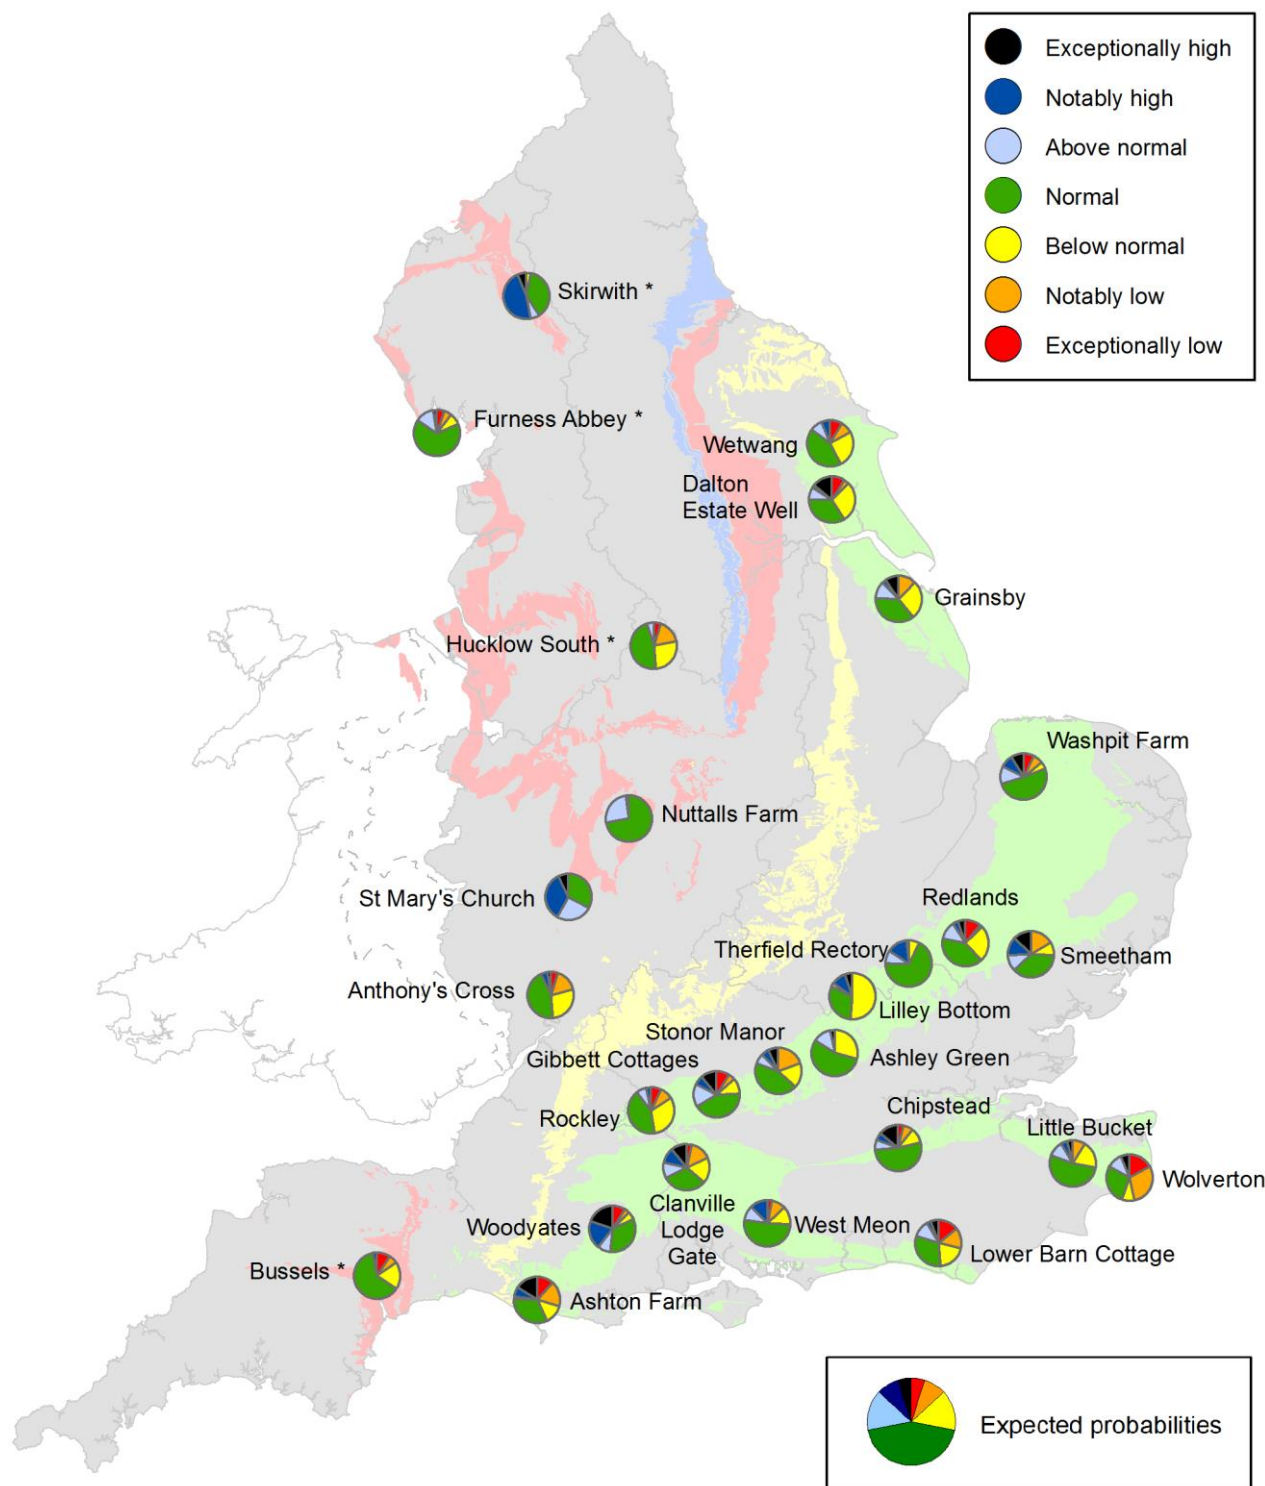 Exceptionally high
Notably high
Above normal
Normal
Below normal
Notably low
Exceptionally low
Skirwith *
Furness Abbey *
Wetwang
Dalton
Estate Well
Grainsby
Hucklow South *
Washpit Farm
Nuttalls Farm
St Mary's Church
Redlands
Therfield Rectory
Smeetham
Anthony's Cross
Lilley Bottom
Stonor Manor
Ashley Green
Gibbett Cottages
Rockley
Chipstead
Little Bucket
Wolverton
Clanville
Lodge
Gate
Woodyates
West Meon
Lower Barn Cottage
Bussels *
Ashton Farm
Expected probabilities